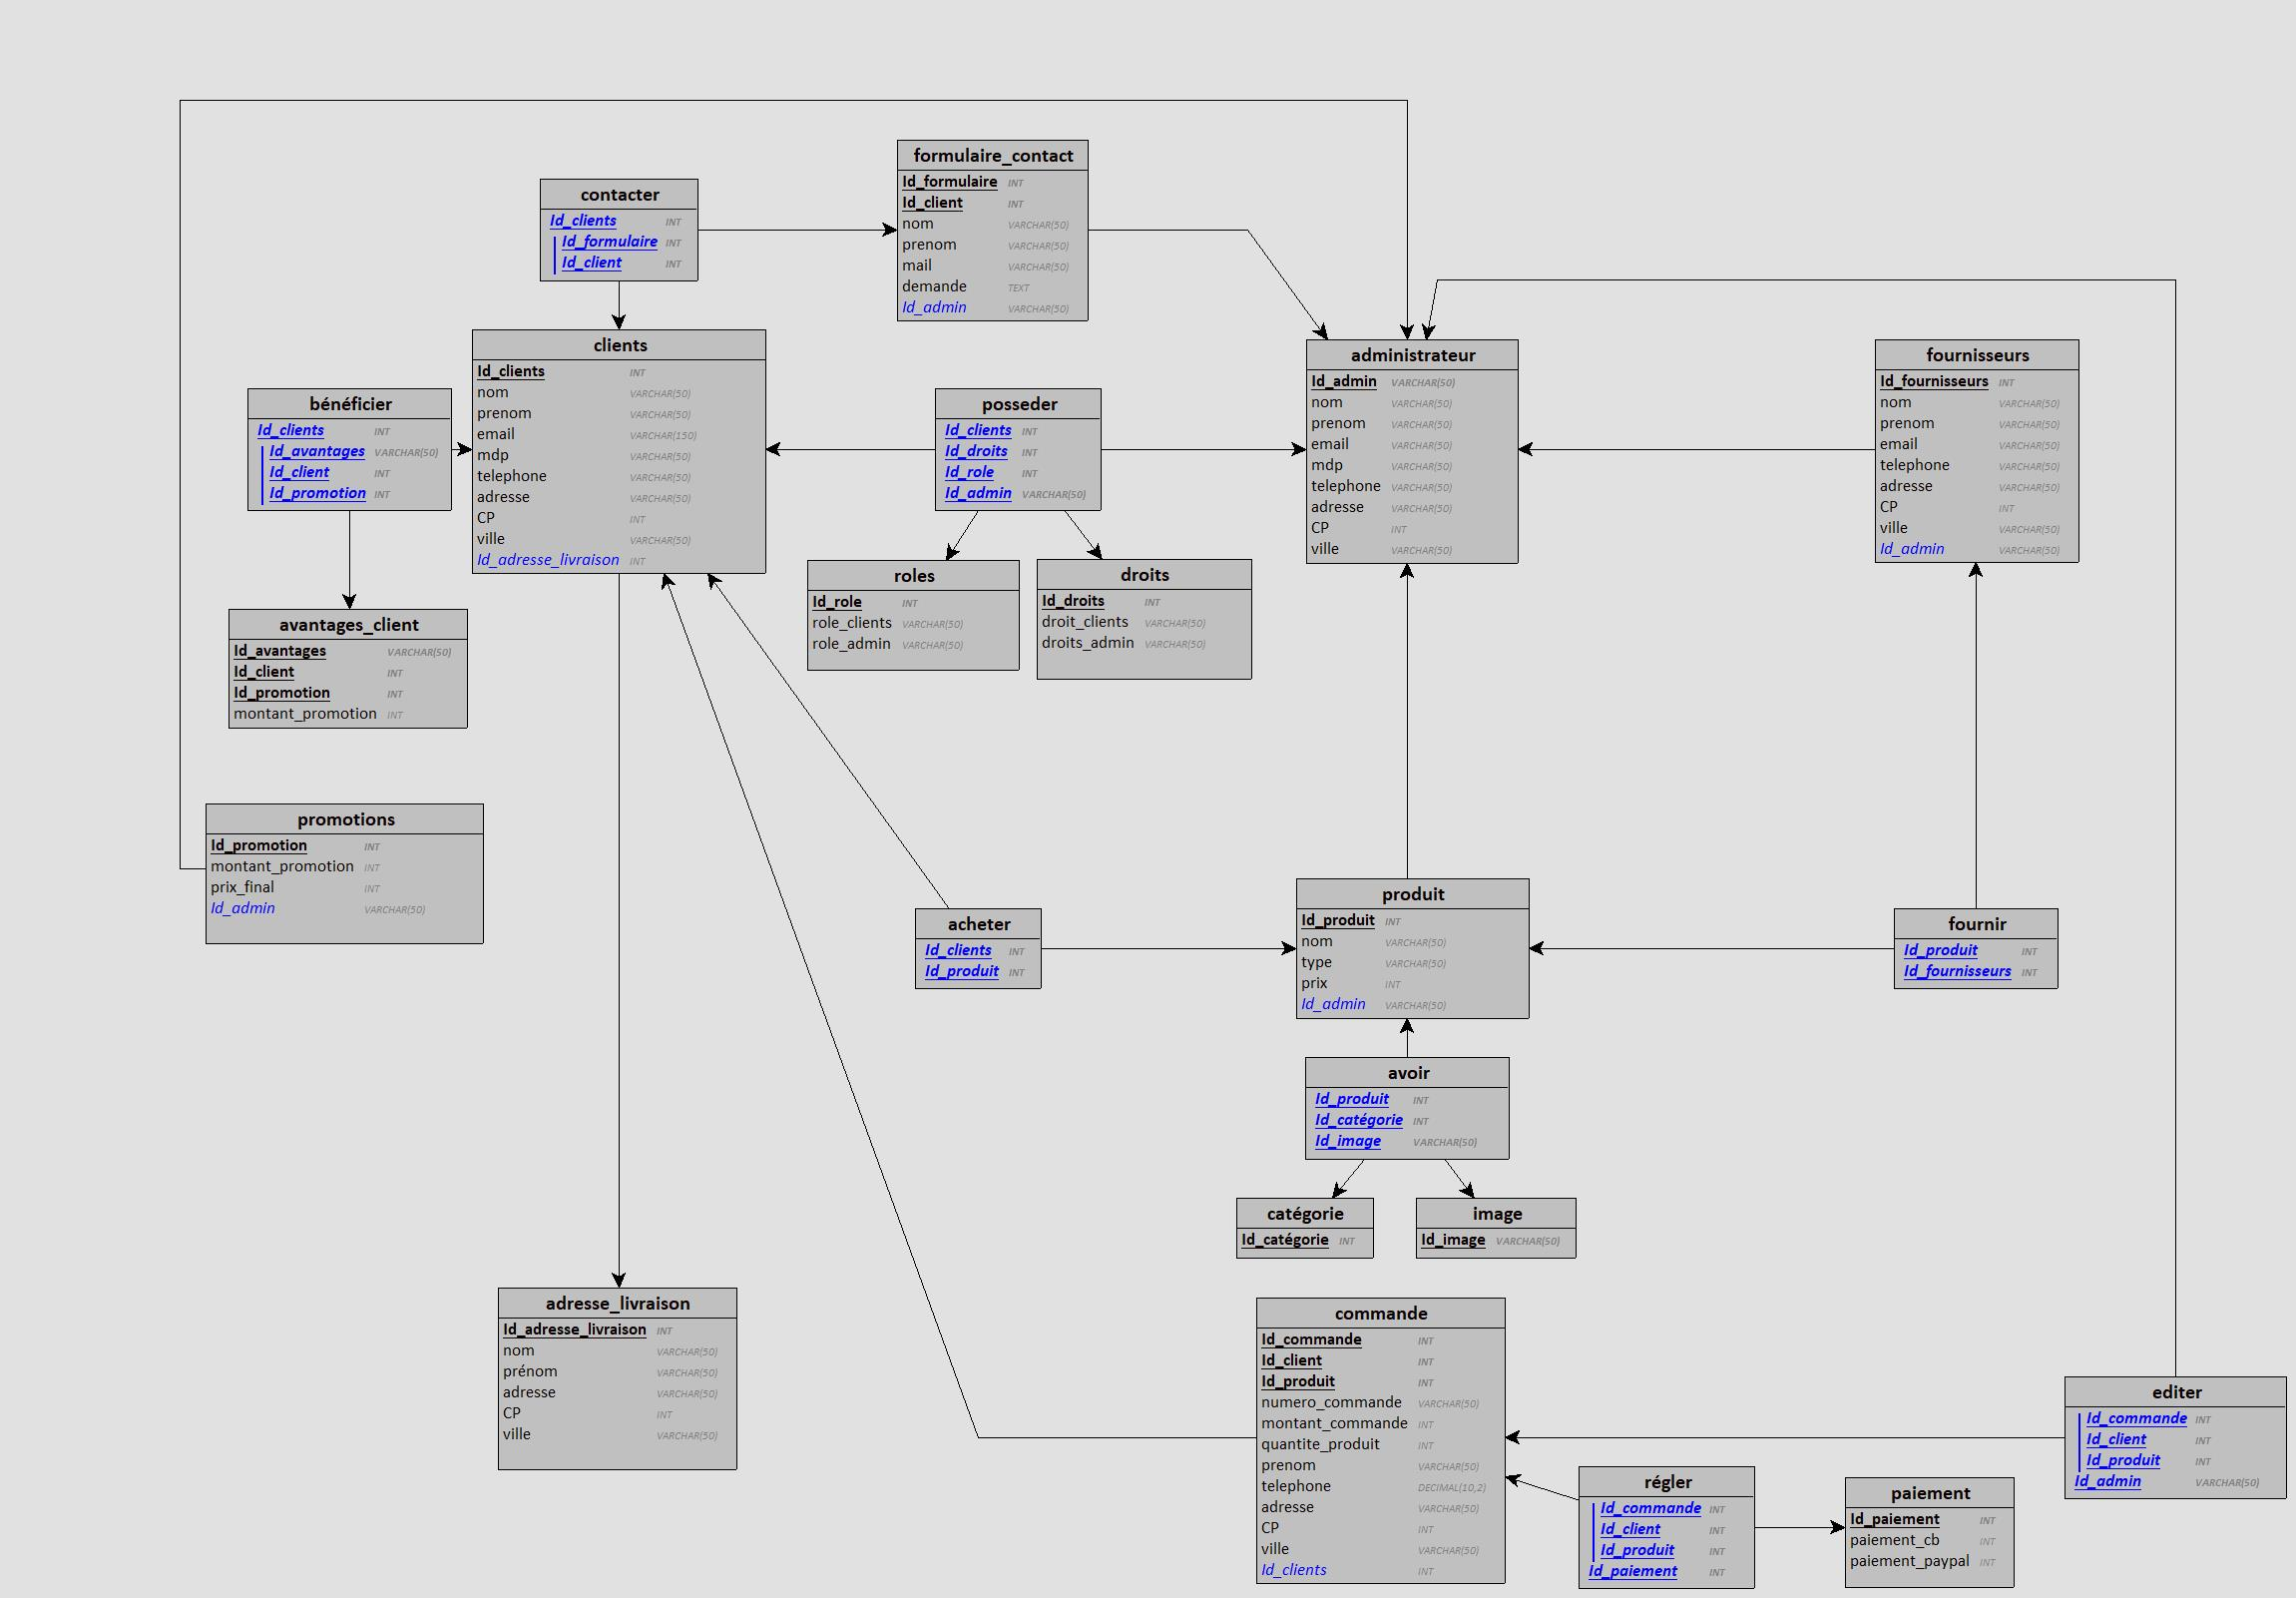 formulaire_contact
Id_formulaire INT
Id_client INT
nom VARCHAR(50)
prenom VARCHAR(50)
mail VARCHAR(50)
demande TEXT
Id_admin VARCHAR(50)
contacter
Id_clients INT
Id_formulaire INT
Id_client INT
clients
Id_clients INT
nom VARCHAR(50)
prenom VARCHAR(50)
email VARCHAR(150)
mdp VARCHAR(50)
telephone VARCHAR(50)
adresse VARCHAR(50)
CP INT
ville VARCHAR(50)
Id_adresse_livraison INT
administrateur
Id_admin VARCHAR(50)
nom VARCHAR(50)
prenom VARCHAR(50)
email VARCHAR(50)
mdp VARCHAR(50)
telephone VARCHAR(50)
adresse VARCHAR(50)
CP INT
ville VARCHAR(50)
fournisseurs
Id_fournisseurs INT
nom VARCHAR(50)
prenom VARCHAR(50)
email VARCHAR(50)
telephone VARCHAR(50)
adresse VARCHAR(50)
CP INT
ville VARCHAR(50)
Id_admin VARCHAR(50)
bénéficier
Id_clients INT
Id_avantages VARCHAR(50)
Id_client INT
Id_promotion INT
posseder
Id_clients INT
Id_droits INT
Id_role INT
Id_admin VARCHAR(50)
roles
Id_role INT
role_clients VARCHAR(50)
role_admin VARCHAR(50)
droits
Id_droits INT
droit_clients VARCHAR(50)
droits_admin VARCHAR(50)
avantages_client
Id_avantages VARCHAR(50)
Id_client INT
Id_promotion INT
montant_promotion INT
promotions
Id_promotion INT
montant_promotion INT
prix_final INT
Id_admin VARCHAR(50)
acheter
Id_clients INT
Id_produit INT
produit
Id_produit INT
nom VARCHAR(50)
type VARCHAR(50)
prix INT
Id_admin VARCHAR(50)
fournir
Id_produit INT
Id_fournisseurs INT
avoir
Id_produit INT
Id_catégorie INT
Id_image VARCHAR(50)
catégorie
Id_catégorie INT
image
Id_image VARCHAR(50)
adresse_livraison
Id_adresse_livraison INT
nom VARCHAR(50)
prénom VARCHAR(50)
adresse VARCHAR(50)
CP INT
ville VARCHAR(50)
commande
Id_commande INT
Id_client INT
Id_produit INT
numero_commande VARCHAR(50)
montant_commande INT
quantite_produit INT
prenom VARCHAR(50)
telephone DECIMAL(10,2)
adresse VARCHAR(50)
CP INT
ville VARCHAR(50)
Id_clients INT
editer
Id_commande INT
Id_client INT
Id_produit INT
Id_admin VARCHAR(50)
régler
Id_commande INT
Id_client INT
Id_produit INT
Id_paiement INT
paiement
Id_paiement INT
paiement_cb INT
paiement_paypal INT